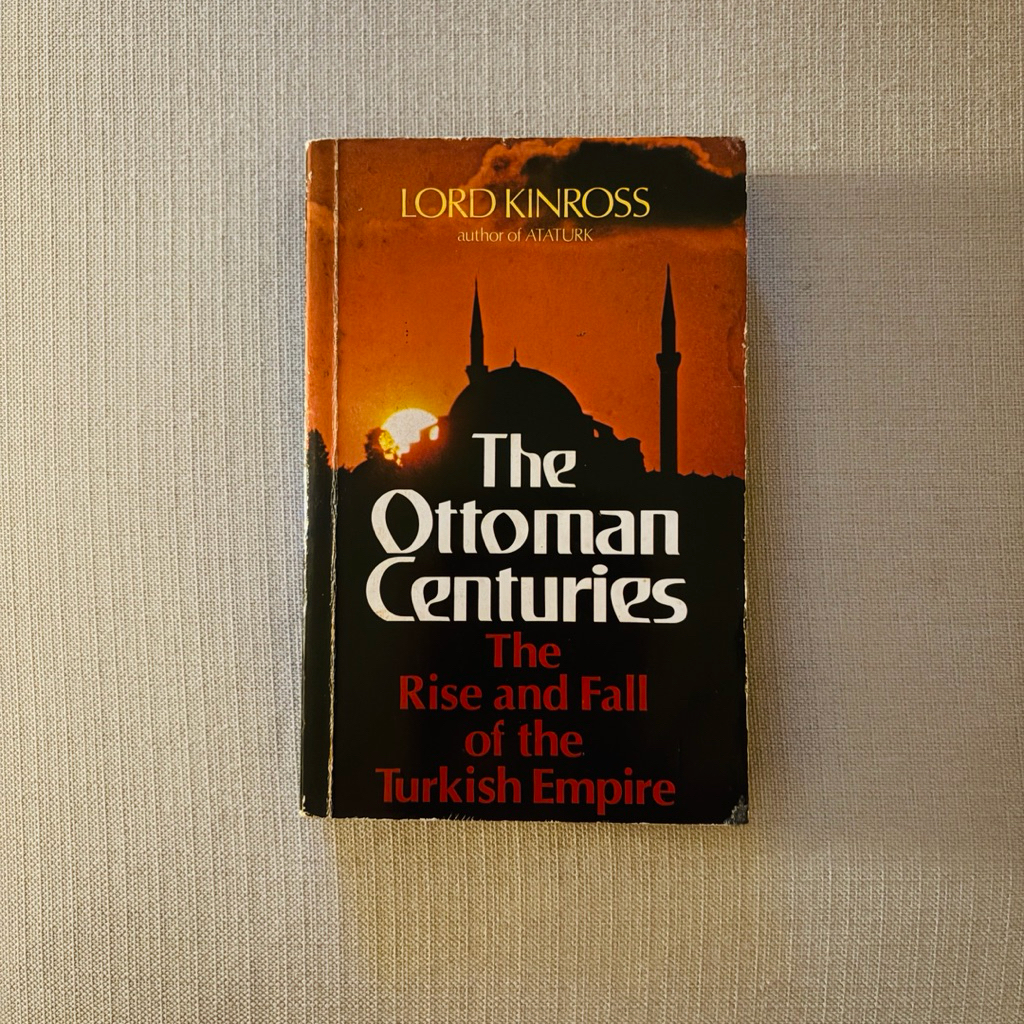 LORD KINROSS
author of ATATURK
The
Ottoman
Centuries
The
Rise and Fall
of the
Turkish Empire